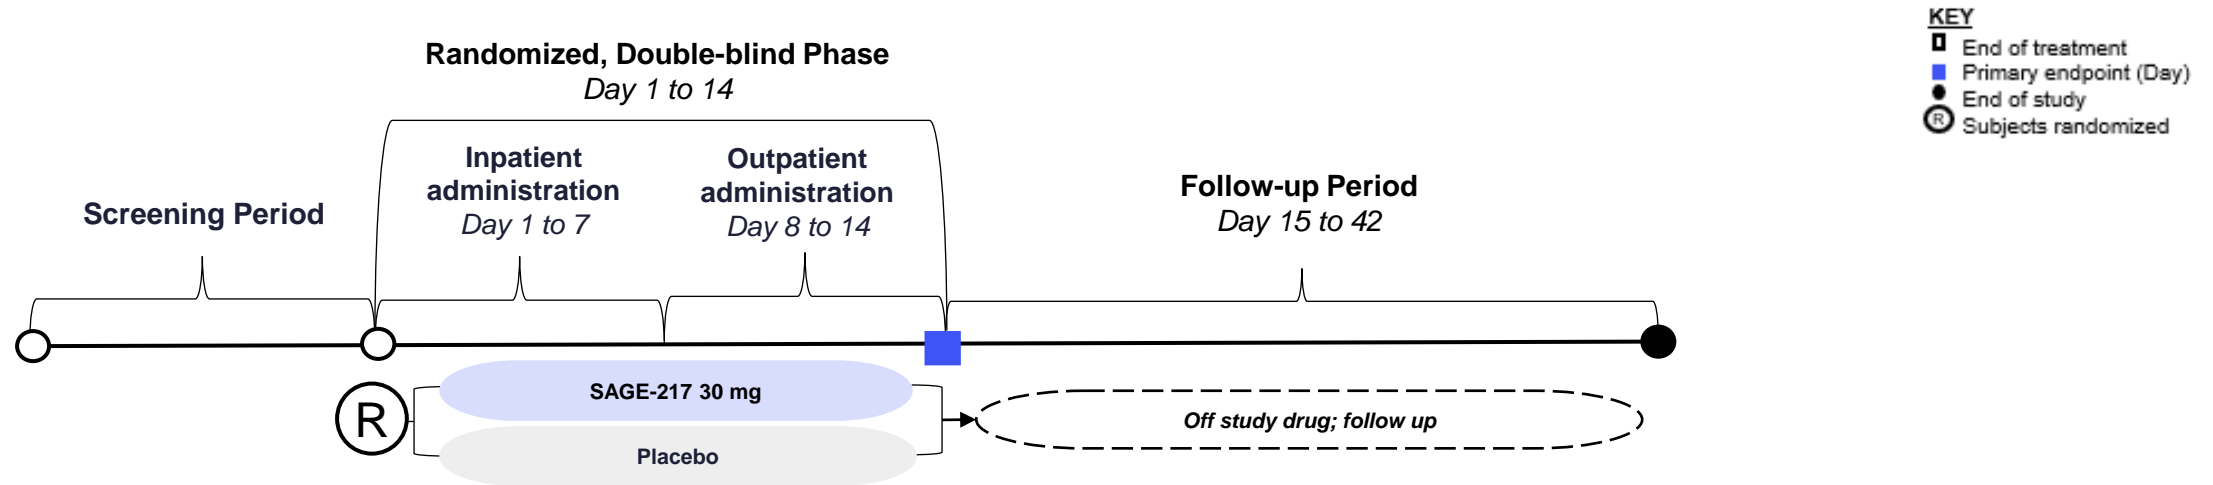 KEY
End of treatment
Primary endpoint (Day)
End of study
R Subjects randomized
Randomized, Double-blind Phase
Day 1 to 14
Screening Period
Inpatient
administration
Day 1 to 7
Outpatient
administration
Day 8 to 14
Follow-up Period
Day 15 to 42
R
SAGE-217 30 mg
Placebo
Off study drug; follow up